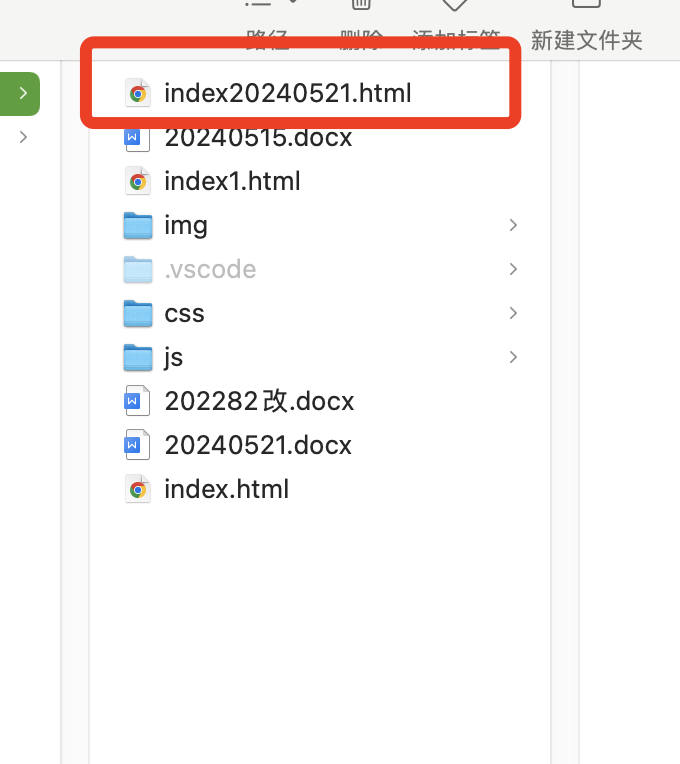 路径 删除 添加标签 新建文件夹
index20240521.html
20240515.docx
index1.html
img
.vscode
css
js
202282改.docx
20240521.docx
index.html